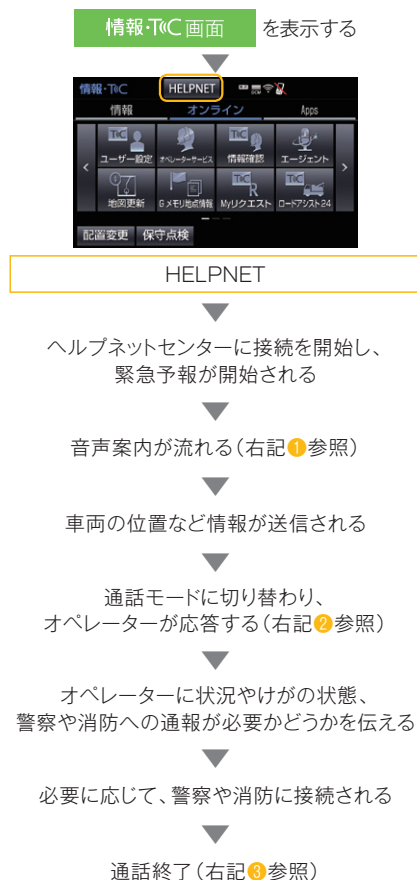 情報・T∞C 画面 を表示する
情報・T∞C HELPNET
情報 オンライン Apps
ユーザー設定 オペレーターサービス 情報確認 エージェント
地図更新 Gメモリ地点情報 Myリクエスト ロードアシスト24
配置変更 保守点検
HELPNET
ヘルプネットセンターに接続を開始し、
緊急予報が開始される
音声案内が流れる（右記❶参照）
車両の位置など情報が送信される
通話モードに切り替わり、
オペレーターが応答する（右記❷参照）
オペレーターに状況やけがの状態、
警察や消防への通報が必要かどうかを伝える
必要に応じて、警察や消防に接続される
通話終了（右記❸参照）